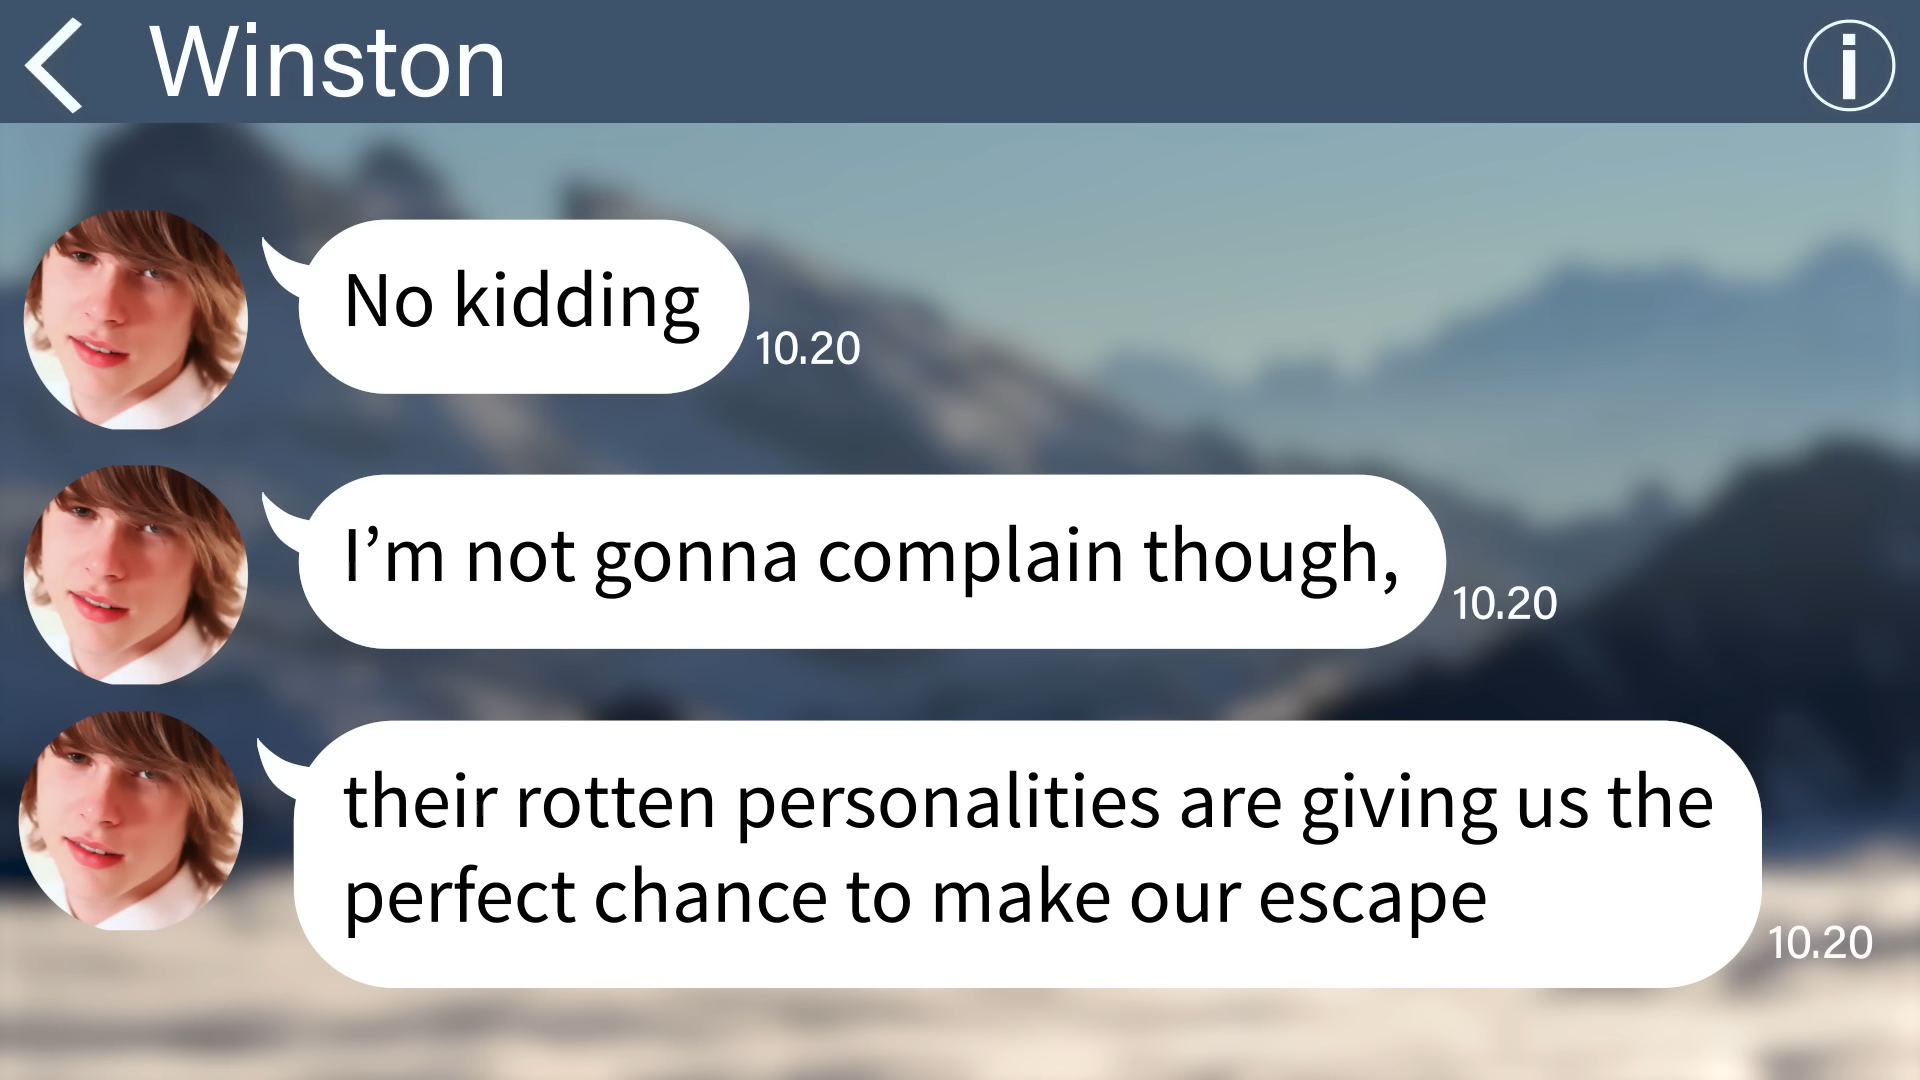 Winston
No kidding
10.20
I’m not gonna complain though,
10.20
their rotten personalities are giving us the
perfect chance to make our escape
10.20